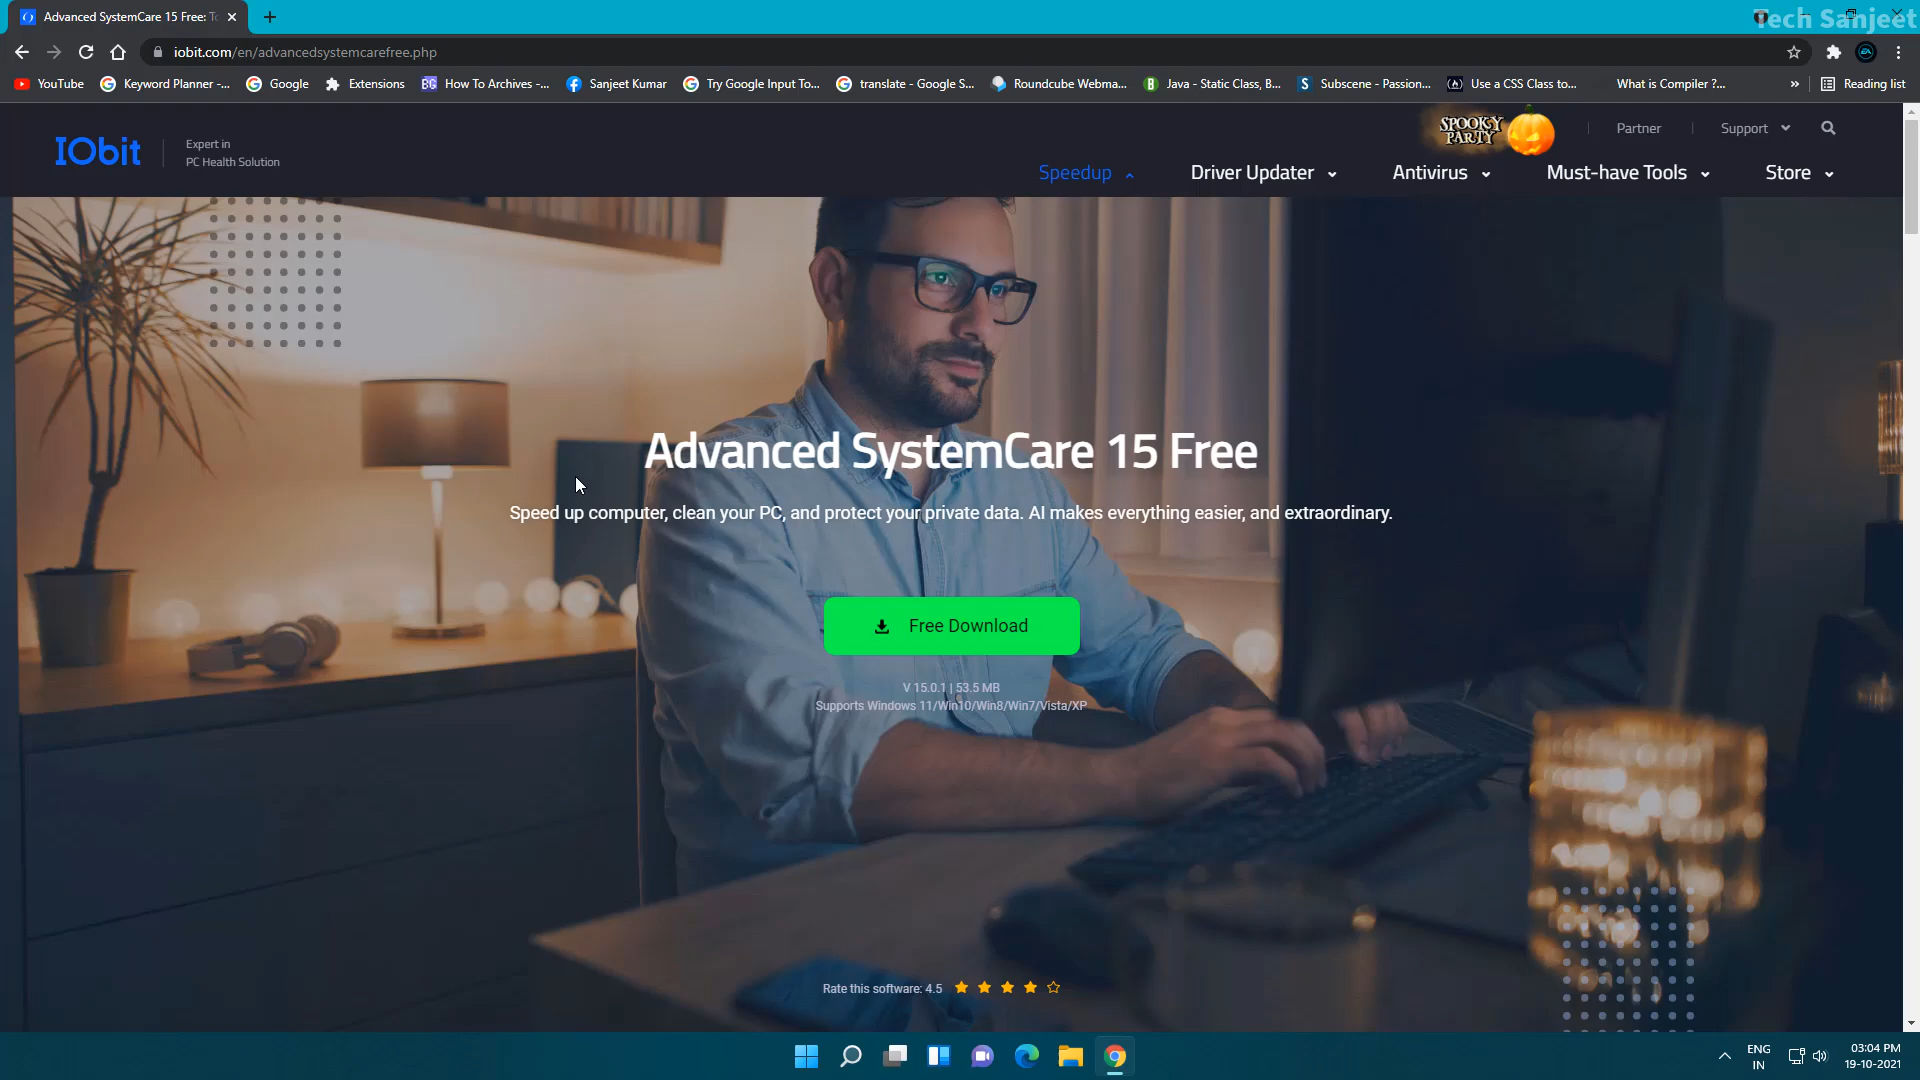 Advanced SystemCare 15 Free: To
Tech Sanjeet
iobit.com/en/advancedsystemcarefree.php
YouTube
Keyword Planner -...
Google
Extensions
How To Archives -...
Sanjeet Kumar
Try Google Input To...
translate - Google S...
Roundcube Webma...
Java - Static Class, B...
Subscene - Passion...
Use a CSS Class to...
What is Compiler ?...
Reading list
IObit
Expert in
PC Health Solution
SPOOKY
PARTY
Partner
Support
Speedup
Driver Updater
Antivirus
Must-have Tools
Store
Advanced SystemCare 15 Free
Speed up computer, clean your PC, and protect your private data. AI makes everything easier, and extraordinary.
Free Download
V 15.0.1 | 53.5 MB
Supports Windows 11/Win10/Win8/Win7/Vista/XP
Rate this software: 4.5
ENG
IN
03:04 PM
19-10-2021